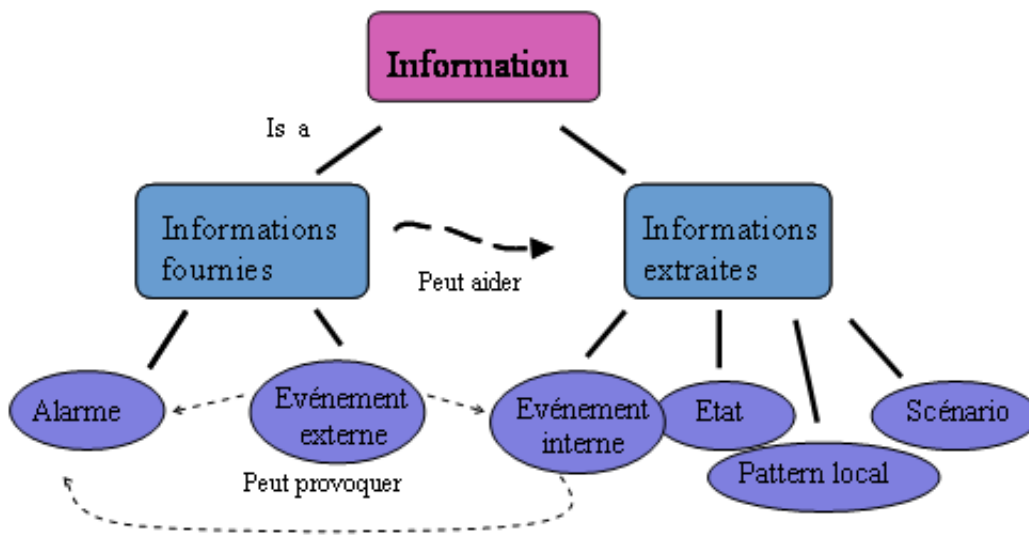 Information
Is a
Informations
fournies
Peut aider
Informations
extraites
Alarme
Evénement
externe
Evénement
interne
Etat
Scénario
Pattern local
Peut provoquer